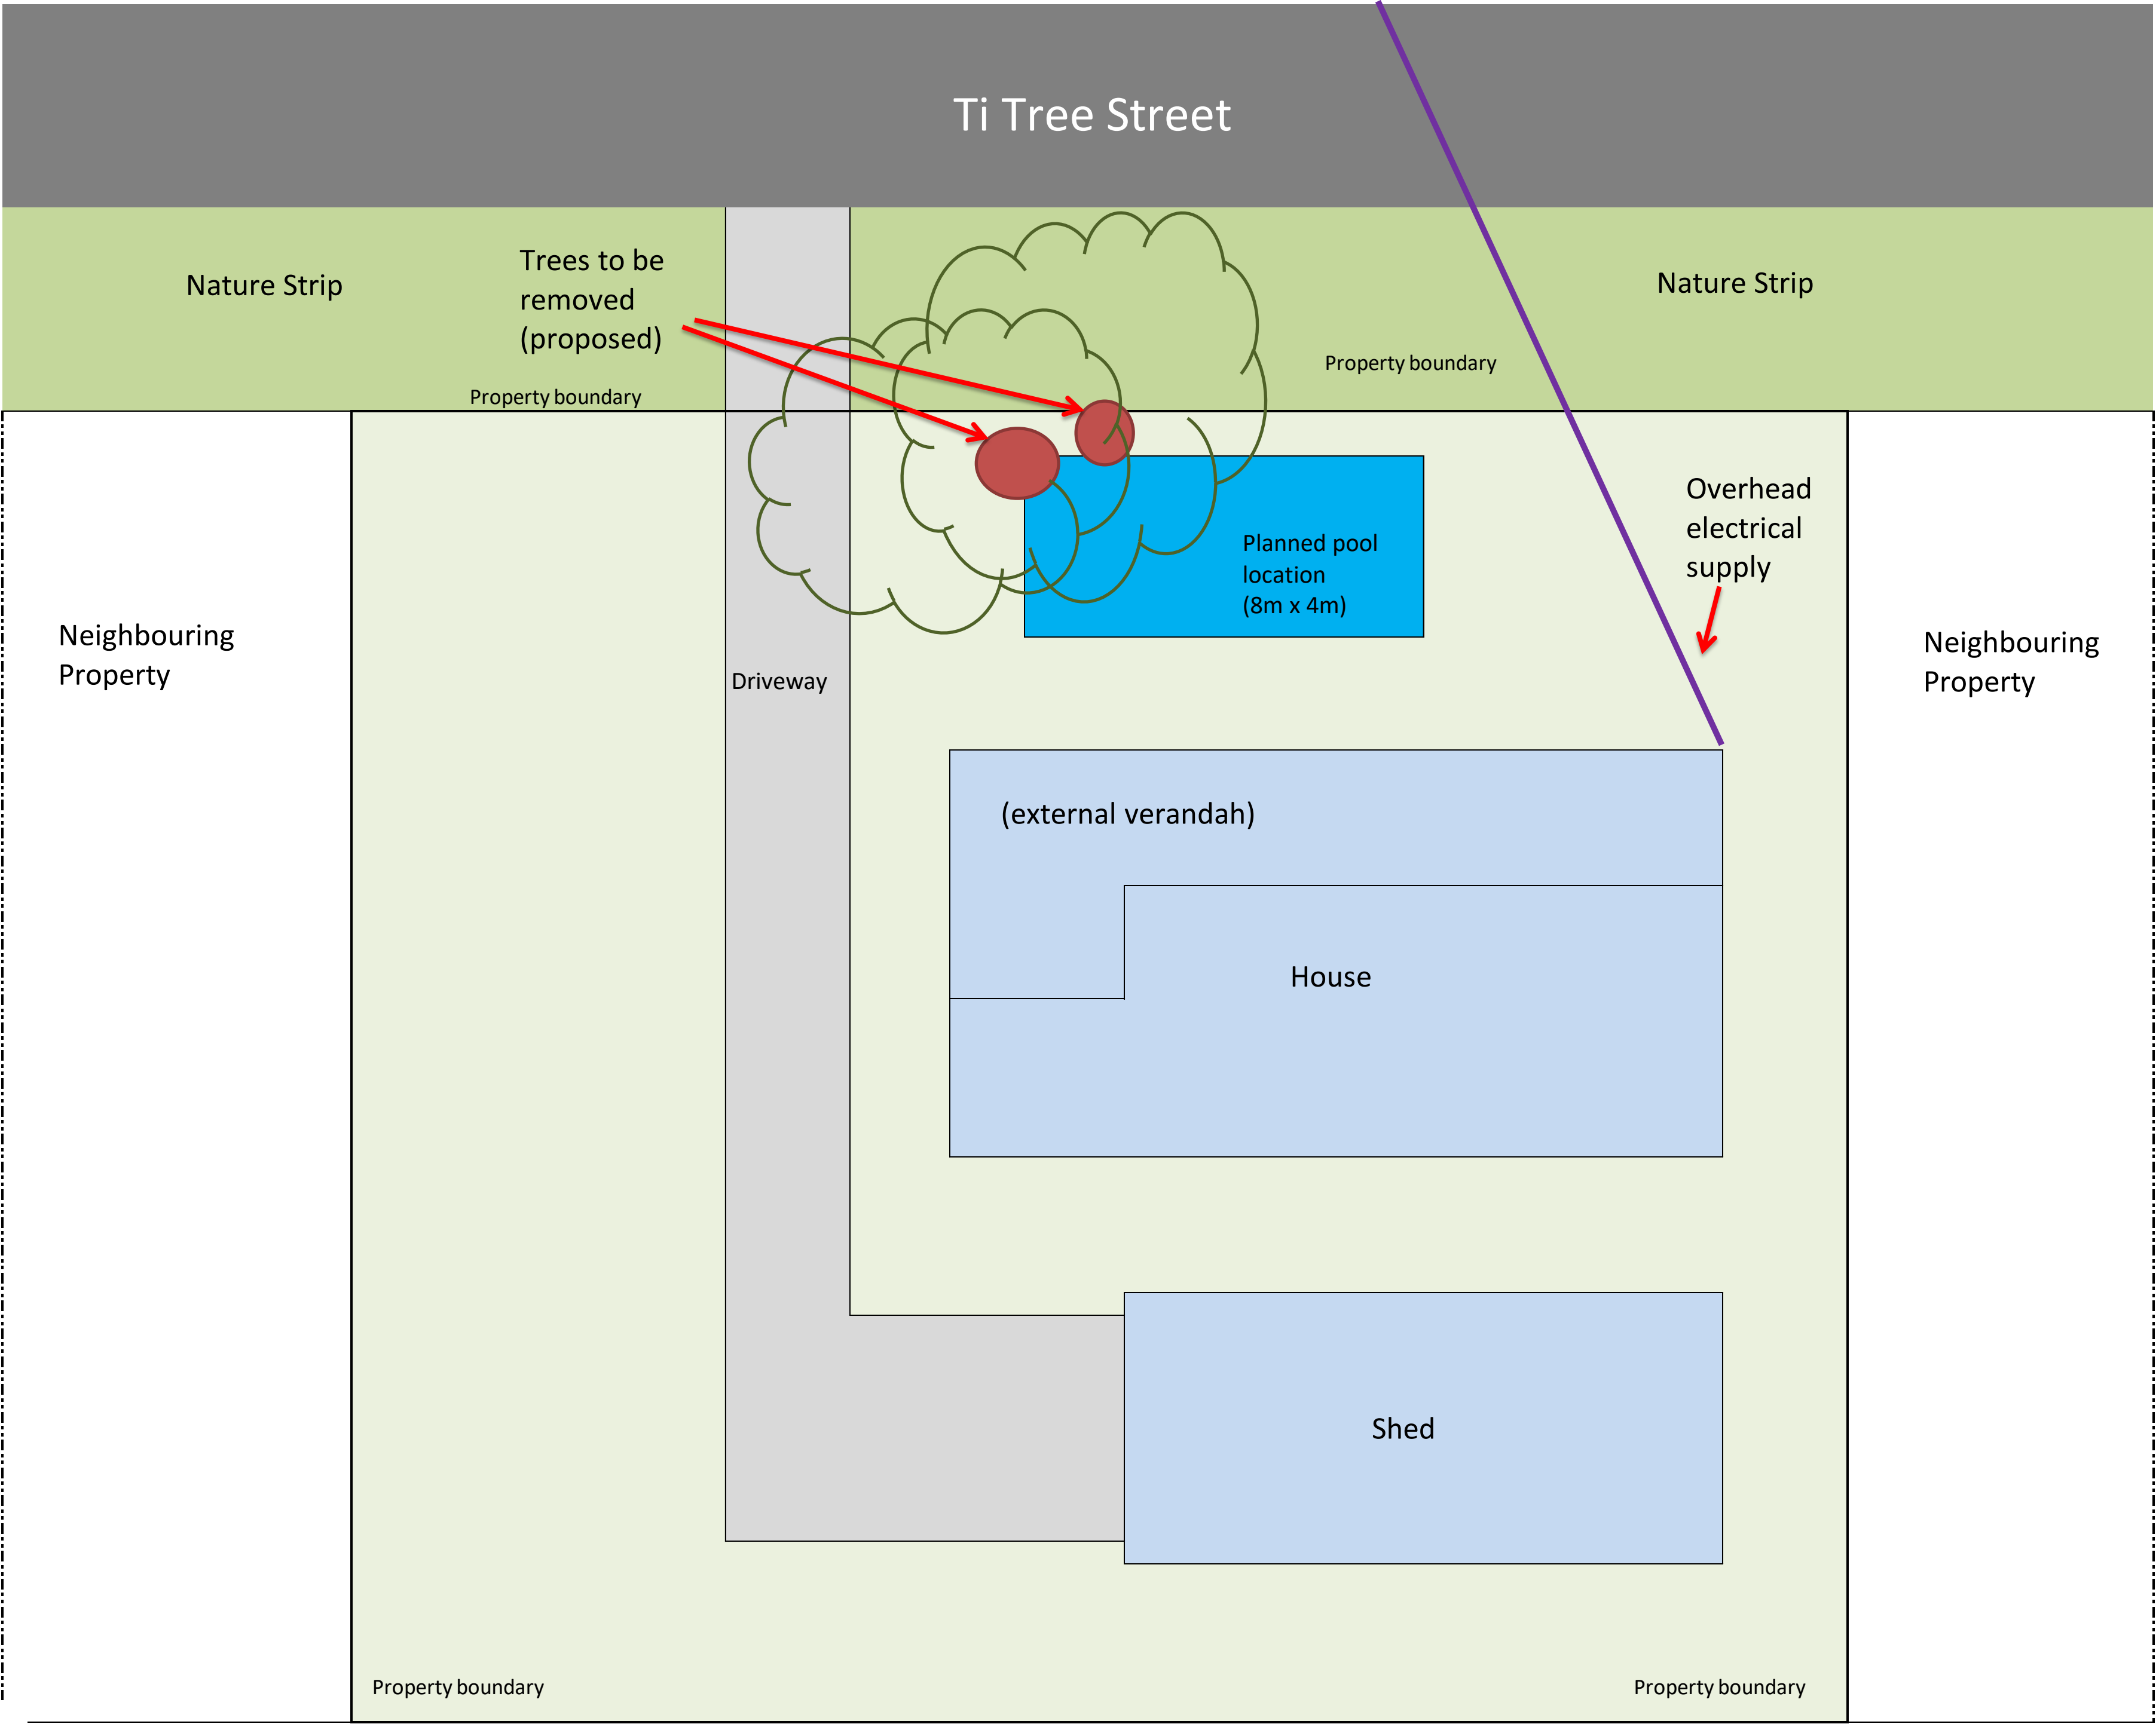 Ti Tree Street
Nature Strip
Trees to be
removed
(proposed)
Nature Strip
Property boundary
Property boundary
Overhead
electrical
supply
Planned pool
location
(8m x 4m)
Neighbouring
Property
Driveway
Neighbouring
Property
(external verandah)
House
Shed
Property boundary
Property boundary